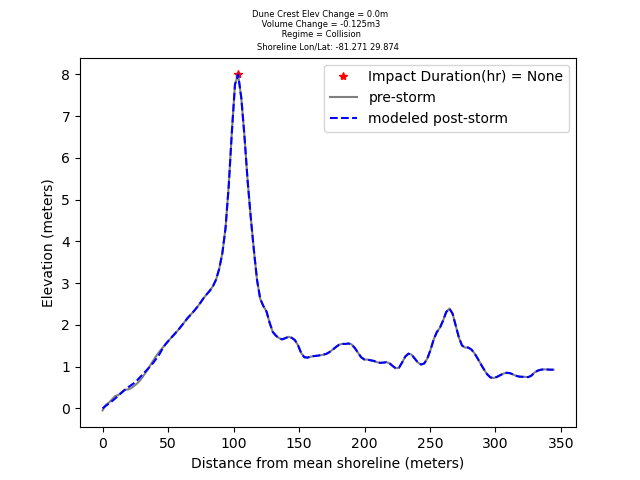 Dune Crest Elev Change = 0.0m
Volume Change = -0.125m3
Regime = Collision
Shoreline Lon/Lat: -81.271 29.874
Impact Duration(hr) = None
pre-storm
modeled post-storm
Elevation (meters)
8
7
6
5
4
3
2
1
0
0 50 100 150 200 250 300 350
Distance from mean shoreline (meters)